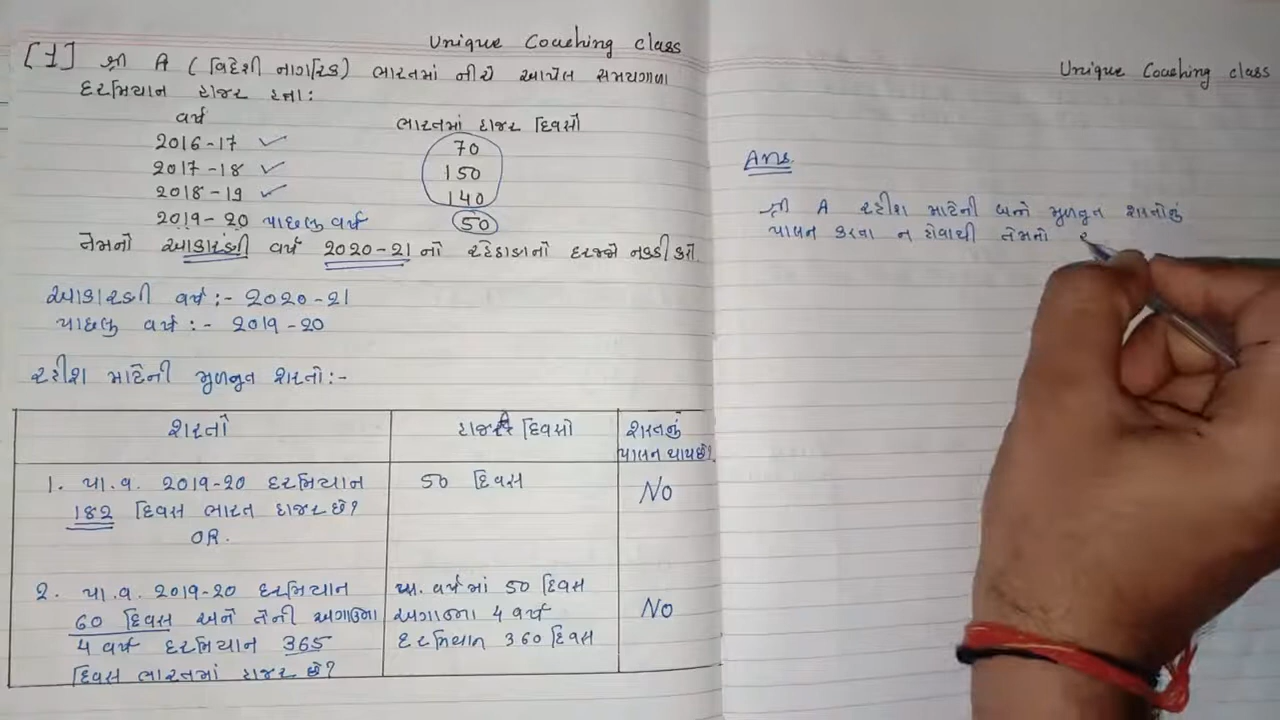 Unique Coaching class
[1] શ્રી A (વિદેશી નાગરિક) ભારતમાં નીચે આપેલ સમયગાળા
દરમિયાન હાજર હતા:
વર્ષ ભારતમાં હાજર દિવસો
2016-17 70
2017-18 150
2018-19 140
2019-20 પાછલુ વર્ષ 50
તેમનો આકારણી વર્ષ 2020-21 નો રહેઠાણનો દરજ્જો નક્કી કરો.
આકારણી વર્ષ :- 2020-21
પાછલુ વર્ષ :- 2019-20
રહીશ માટેની મુળભૂત શરતો:-
શરતો હાજર દિવસો શરતનું
પાલન થાય છે?
1. પા.વ. 2019-20 દરમિયાન 50 દિવસ No
182 દિવસ ભારત હાજર છે?
OR.
2. પા.વ. 2019-20 દરમિયાન પા. વર્ષમાં 50 દિવસ
60 દિવસ અને તેની અગાઉના અગાઉના 4 વર્ષ No
4 વર્ષ દરમિયાન 365 દરમિયાન 360 દિવસ
દિવસ ભારતમાં હાજર છે?
Unique Coaching class
Ans.
શ્રી A રહીશ માટેની બન્ને મુળભૂત શરતોનું
પાલન કરતા ન હોવાથી તેમનો